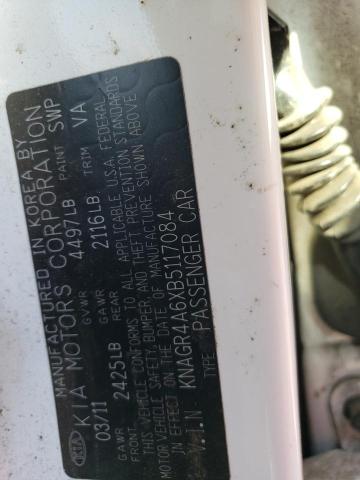 MANUFACTURED IN KOREA BY
KIA KIA MOTORS CORPORATION
03/11 GVWR 4497LB PAINT SWP
GAWR FRONT 2425LB GAWR REAR 2116LB TRIM VA
THIS VEHICLE CONFORMS TO ALL APPLICABLE U.S.A. FEDERAL
MOTOR VEHICLE SAFETY, BUMPER, AND THEFT PREVENTION STANDARDS
IN EFFECT ON THE DATE OF MANUFACTURE SHOWN ABOVE
V.I.N KNAGR4A6XB5117084
TYPE PASSENGER CAR